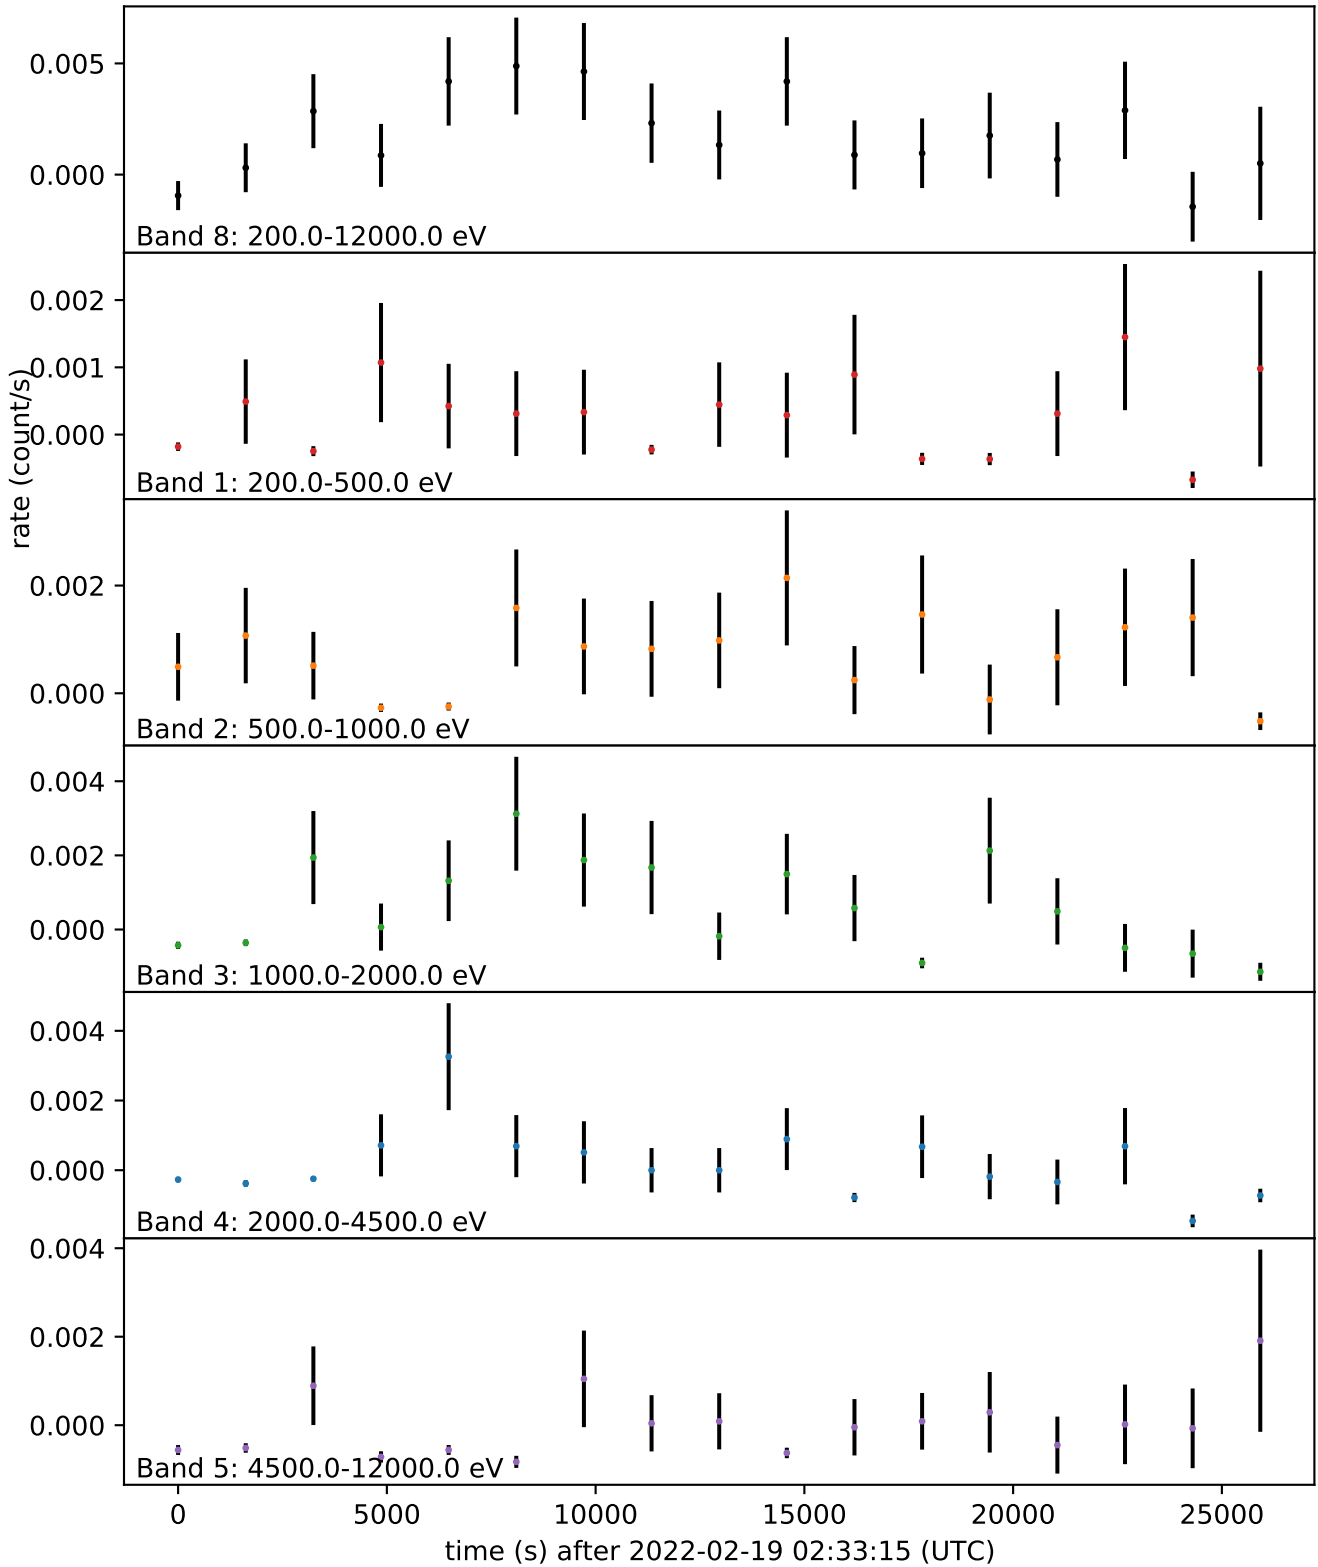 0.005
0.000
Band 8: 200.0-12000.0 eV
0.002
0.001
0.000
Band 1: 200.0-500.0 eV
rate (count/s)
0.002
0.000
Band 2: 500.0-1000.0 eV
0.004
0.002
0.000
Band 3: 1000.0-2000.0 eV
0.004
0.002
0.000
Band 4: 2000.0-4500.0 eV
0.004
0.002
0.000
Band 5: 4500.0-12000.0 eV
0 5000 10000 15000 20000 25000
time (s) after 2022-02-19 02:33:15 (UTC)